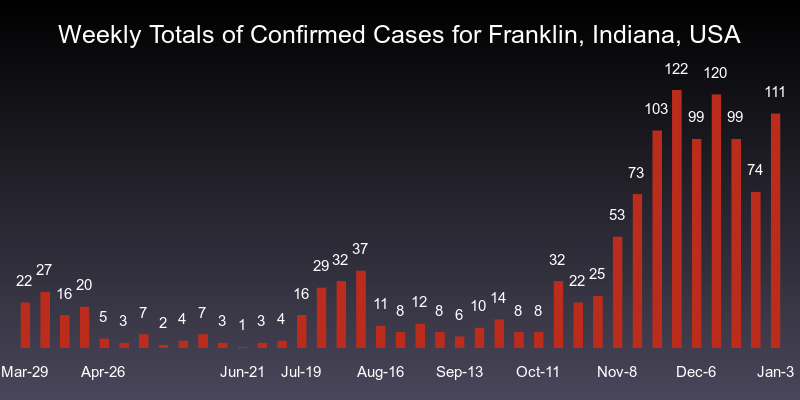 Weekly Totals of Confirmed Cases for Franklin, Indiana, USA
22 27 16 20 5 3 7 2 4 7 3 1 3 4 16 29 32 37 11 8 12 8 6 10 14 8 8 32 22 25 53 73 103 122 99 120 99 74 111
Mar-29 Apr-26 Jun-21 Jul-19 Aug-16 Sep-13 Oct-11 Nov-8 Dec-6 Jan-3